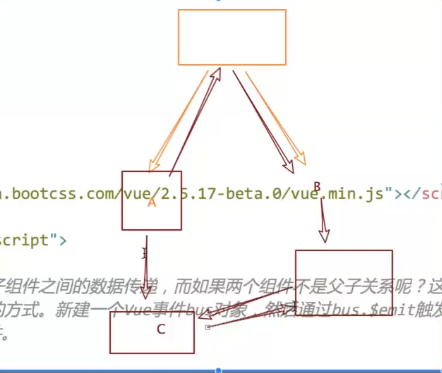 B
n.bootcss.com/vue/2.5.17-beta.0/vue.min.js"></scr
A
script">
子组件之间的数据传递，而如果两个组件不是父子关系呢？这
的方式。新建一个Vue事件bus对象，然后通过bus.$emit触发
C